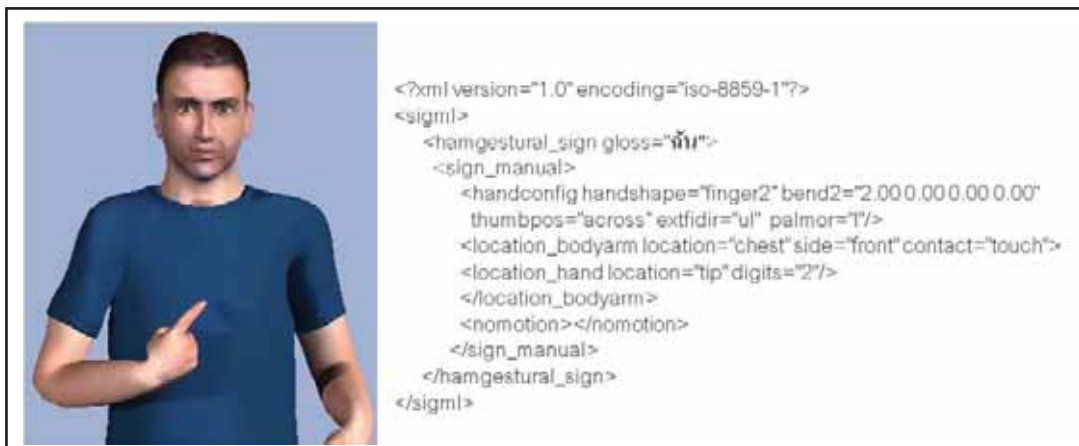 <?xml version="1.0" encoding="iso-8859-1"?>
<sigml>
<hamgestural_sign gloss="ฉัน">
<sign_manual>
<handconfig handshape="finger2" bend2="2.00 0.00 0.00 0.00"
thumbpos="across" extfidir="ul" palmor="l"/>
<location_bodyarm location="chest" side="front" contact="touch">
<location_hand location="tip" digits="2"/>
</location_bodyarm>
<nomotion></nomotion>
</sign_manual>
</hamgestural_sign>
</sigml>